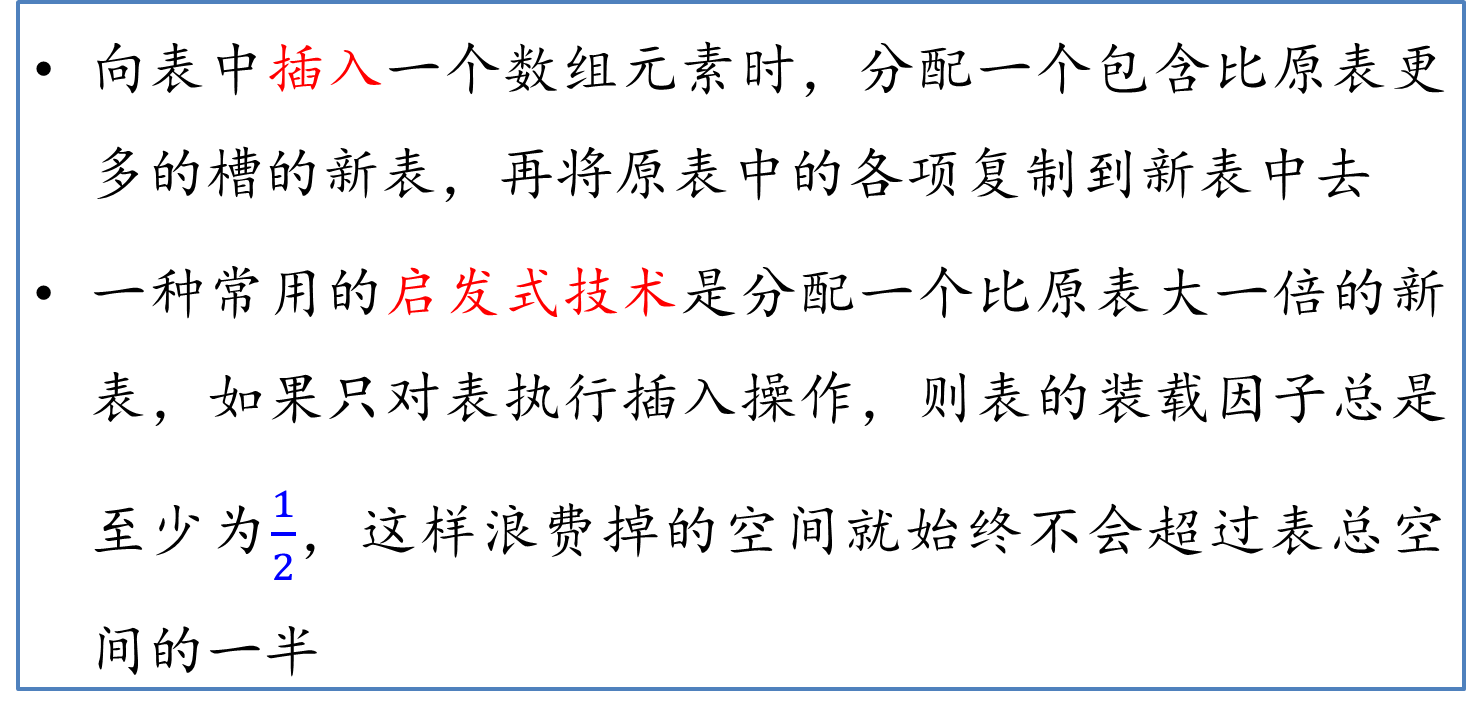 • 向表中插入一个数组元素时，分配一个包含比原表更
多的槽的新表，再将原表中的各项复制到新表中去
• 一种常用的启发式技术是分配一个比原表大一倍的新
表，如果只对表执行插入操作，则表的装载因子总是
至少为1/2，这样浪费掉的空间就始终不会超过表总空
间的一半